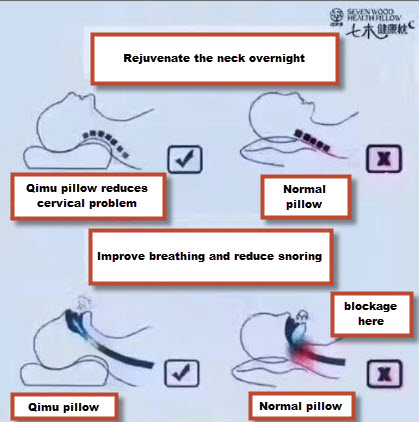 SEVEN WOOD
HEALTH PILLOW
七木健康枕
Rejuvenate the neck overnight
Qimu pillow reduces
cervical problem
Normal
pillow
Improve breathing and reduce snoring
blockage
here
Qimu pillow
Normal pillow